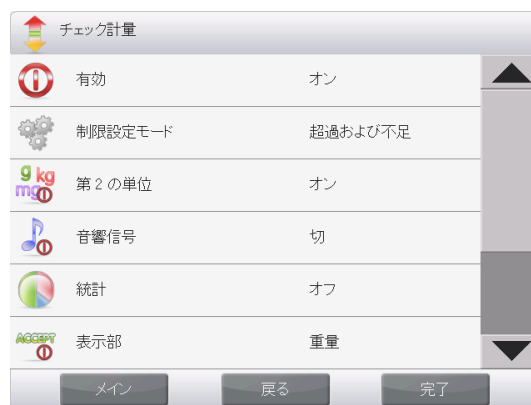 チェック計量
有効 オン
制限設定モード 超過および不足
g kg mg 第2の単位 オン
音響信号 切
統計 オフ
ACCEPT 表示部 重量
メイン 戻る 完了